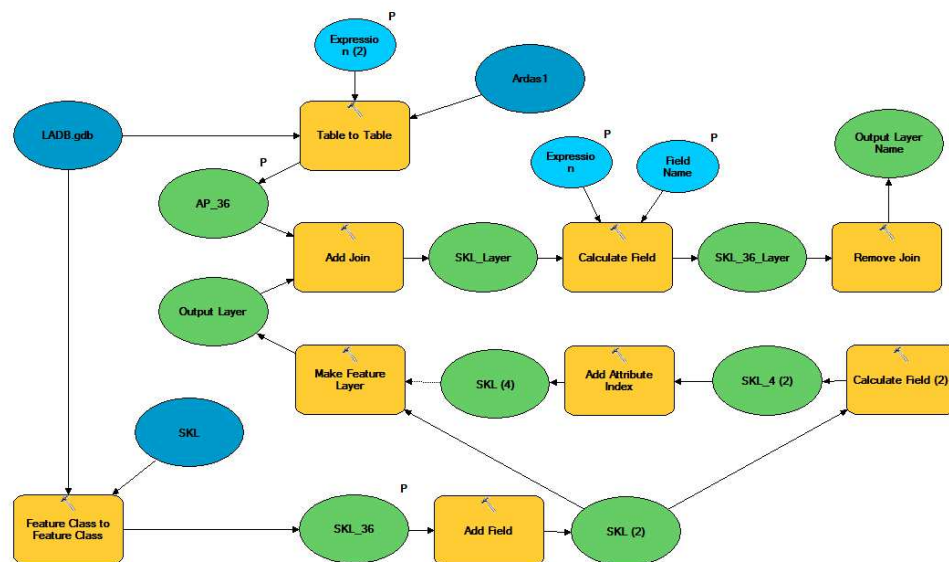 P
Expressio
n (2)
Ardas1
LADB.gdb
Table to Table
P
P
P
Expressio
n
Field
Name
Output Layer
Name
AP_36
Add Join
SKL_Layer
Calculate Field
SKL_36_Layer
Remove Join
Output Layer
Make Feature
Layer
SKL (4)
Add Attribute
Index
SKL_4 (2)
Calculate Field (2)
SKL
P
Feature Class to
Feature Class
SKL_36
Add Field
SKL (2)